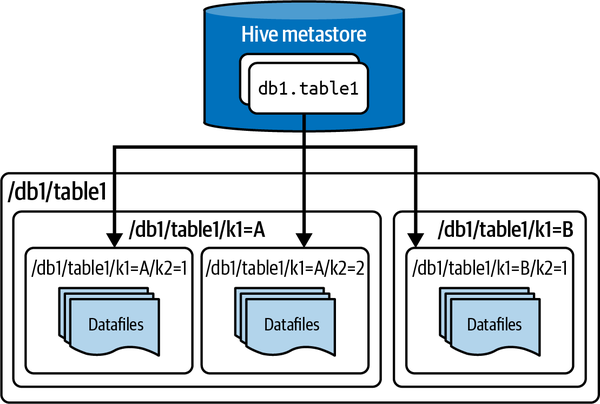 Hive metastore
db1.table1
/db1/table1
/db1/table1/k1=A
/db1/table1/k1=B
/db1/table1/k1=A/k2=1
/db1/table1/k1=A/k2=2
/db1/table1/k1=B/k2=1
Datafiles
Datafiles
Datafiles